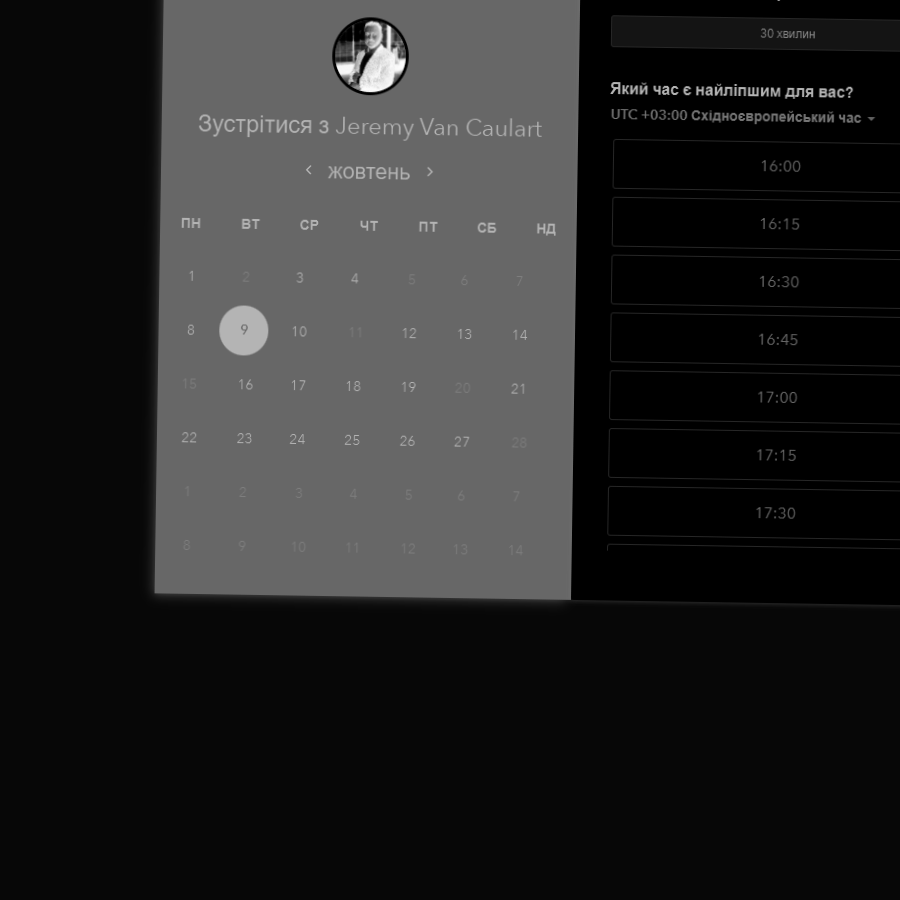 Зустрітися з Jeremy Van Caulart
жовтень
ПН ВТ СР ЧТ ПТ СБ НД
1 2 3 4 5 6 7
8 9 10 11 12 13 14
15 16 17 18 19 20 21
22 23 24 25 26 27 28
1 2 3 4 5 6 7
8 9 10 11 12 13 14
30 хвилин
Який час є найліпшим для вас?
UTC +03:00 Східноєвропейський час
16:00
16:15
16:30
16:45
17:00
17:15
17:30